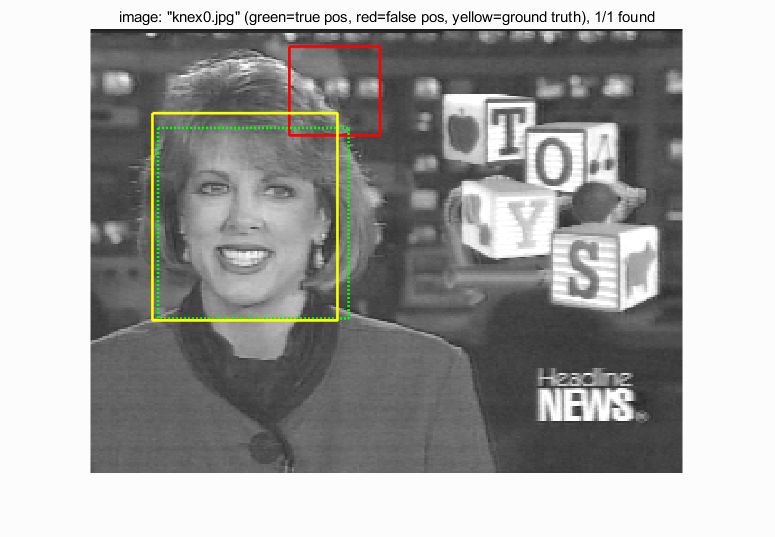 image: "knex0.jpg" (green=true pos, red=false pos, yellow=ground truth), 1/1 found
T
O
Y
S
Headline
NEWS